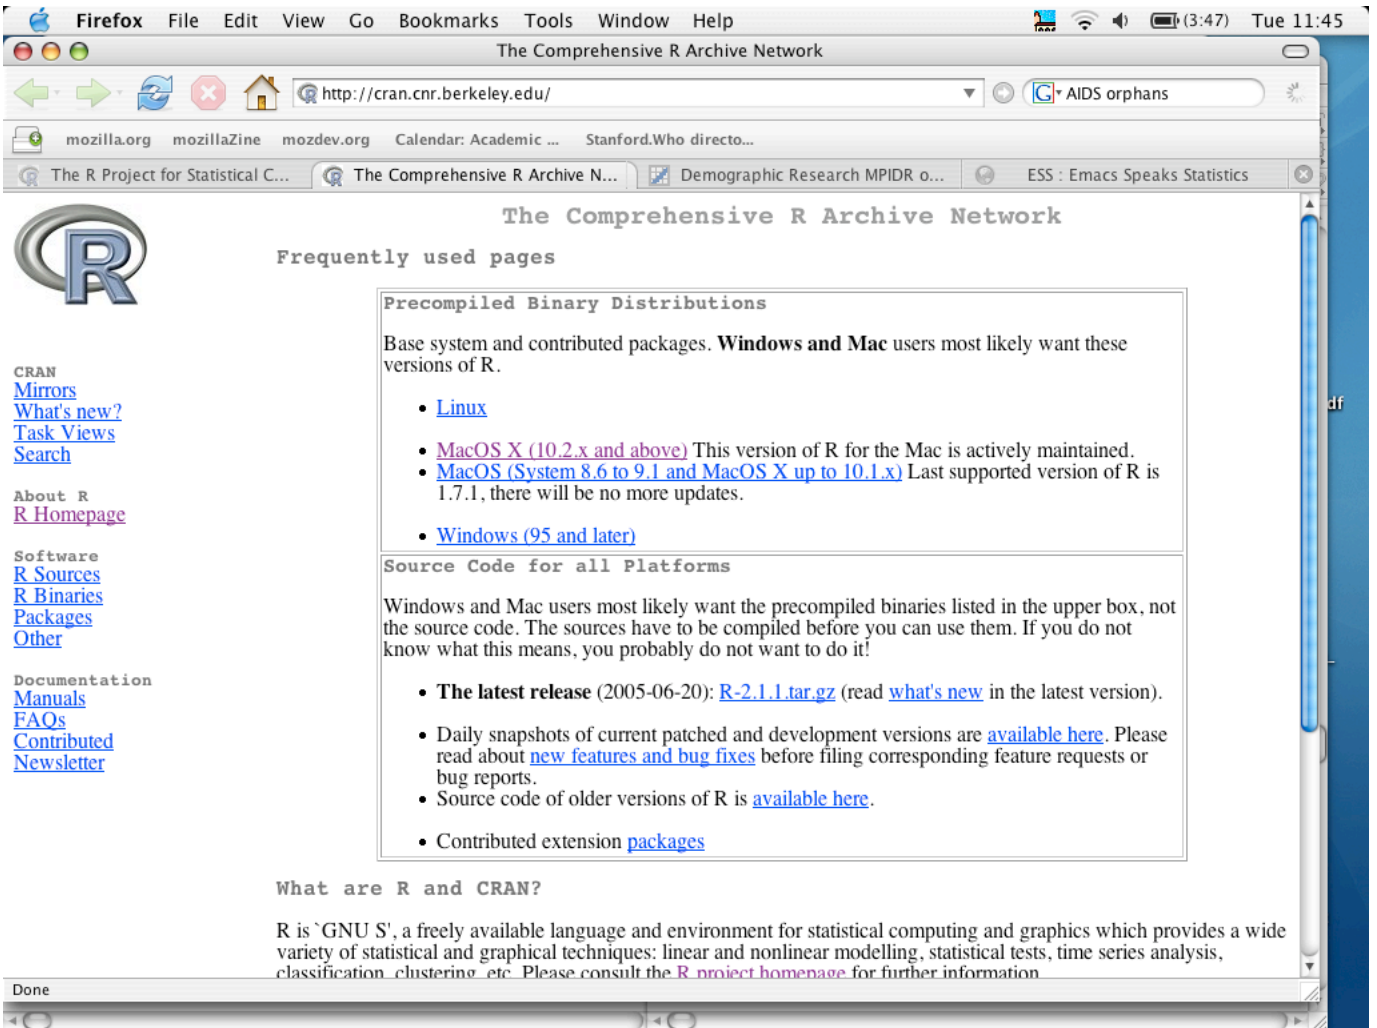 Firefox File Edit View Go Bookmarks Tools Window Help (3:47) Tue 11:45
The Comprehensive R Archive Network
http://cran.cnr.berkeley.edu/ G AIDS orphans
mozilla.org mozillaZine mozdev.org Calendar: Academic ... Stanford.Who directo...
The R Project for Statistical C... The Comprehensive R Archive N... Demographic Research MPIDR o... ESS : Emacs Speaks Statistics
R
CRAN
Mirrors
What's new?
Task Views
Search
About R
R Homepage
Software
R Sources
R Binaries
Packages
Other
Documentation
Manuals
FAQs
Contributed
Newsletter
The Comprehensive R Archive Network
Frequently used pages
Precompiled Binary Distributions
Base system and contributed packages. Windows and Mac users most likely want these
versions of R.
• Linux
• MacOS X (10.2.x and above) This version of R for the Mac is actively maintained.
• MacOS (System 8.6 to 9.1 and MacOS X up to 10.1.x) Last supported version of R is
1.7.1, there will be no more updates.
• Windows (95 and later)
Source Code for all Platforms
Windows and Mac users most likely want the precompiled binaries listed in the upper box, not
the source code. The sources have to be compiled before you can use them. If you do not
know what this means, you probably do not want to do it!
• The latest release (2005-06-20): R-2.1.1.tar.gz (read what's new in the latest version).
• Daily snapshots of current patched and development versions are available here. Please
read about new features and bug fixes before filing corresponding feature requests or
bug reports.
• Source code of older versions of R is available here.
• Contributed extension packages
What are R and CRAN?
R is `GNU S', a freely available language and environment for statistical computing and graphics which provides a wide
variety of statistical and graphical techniques: linear and nonlinear modelling, statistical tests, time series analysis,
classification, clustering, etc. Please consult the R project homepage for further information.
Done
df